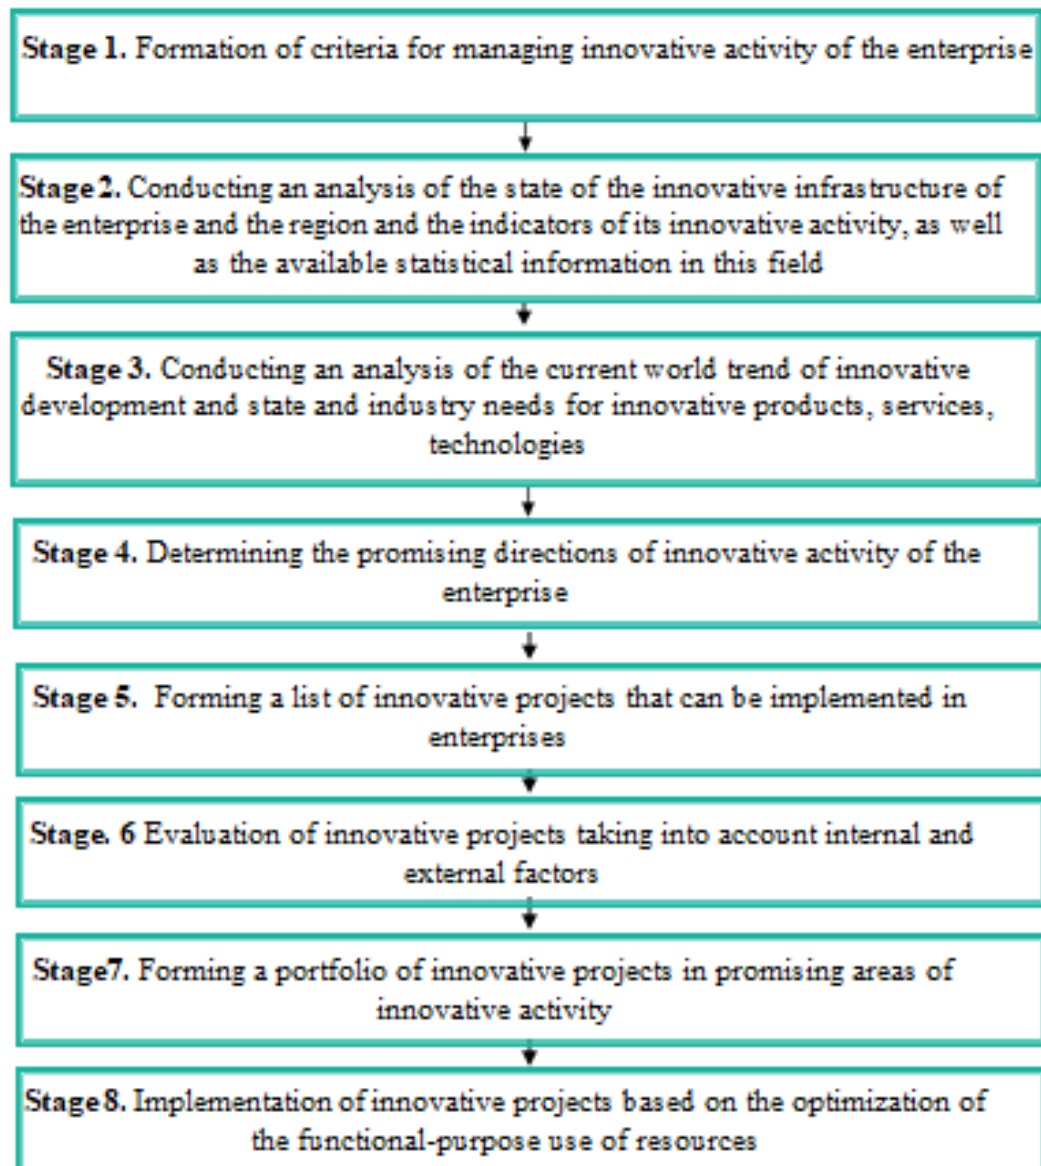 Stage 1. Formation of criteria for managing innovative activity of the enterprise
Stage 2. Conducting an analysis of the state of the innovative infrastructure of
the enterprise and the region and the indicators of its innovative activity, as well
as the available statistical information in this field
Stage 3. Conducting an analysis of the current world trend of innovative
development and state and industry needs for innovative products, services,
technologies
Stage 4. Determining the promising directions of innovative activity of the
enterprise
Stage 5. Forming a list of innovative projects that can be implemented in
enterprises
Stage. 6 Evaluation of innovative projects taking into account internal and
external factors
Stage7. Forming a portfolio of innovative projects in promising areas of
innovative activity
Stage 8. Implementation of innovative projects based on the optimization of
the functional-purpose use of resources